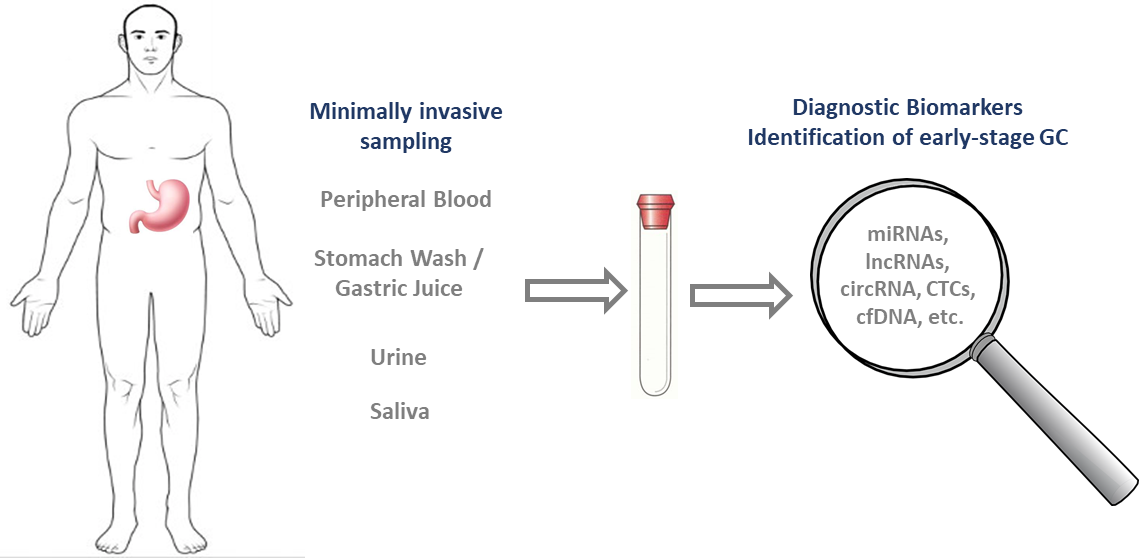 Minimally invasive
sampling
Peripheral Blood
Stomach Wash /
Gastric Juice
Urine
Saliva
Diagnostic Biomarkers
Identification of early-stage GC
miRNAs,
lncRNAs,
circRNA, CTCs,
cfDNA, etc.